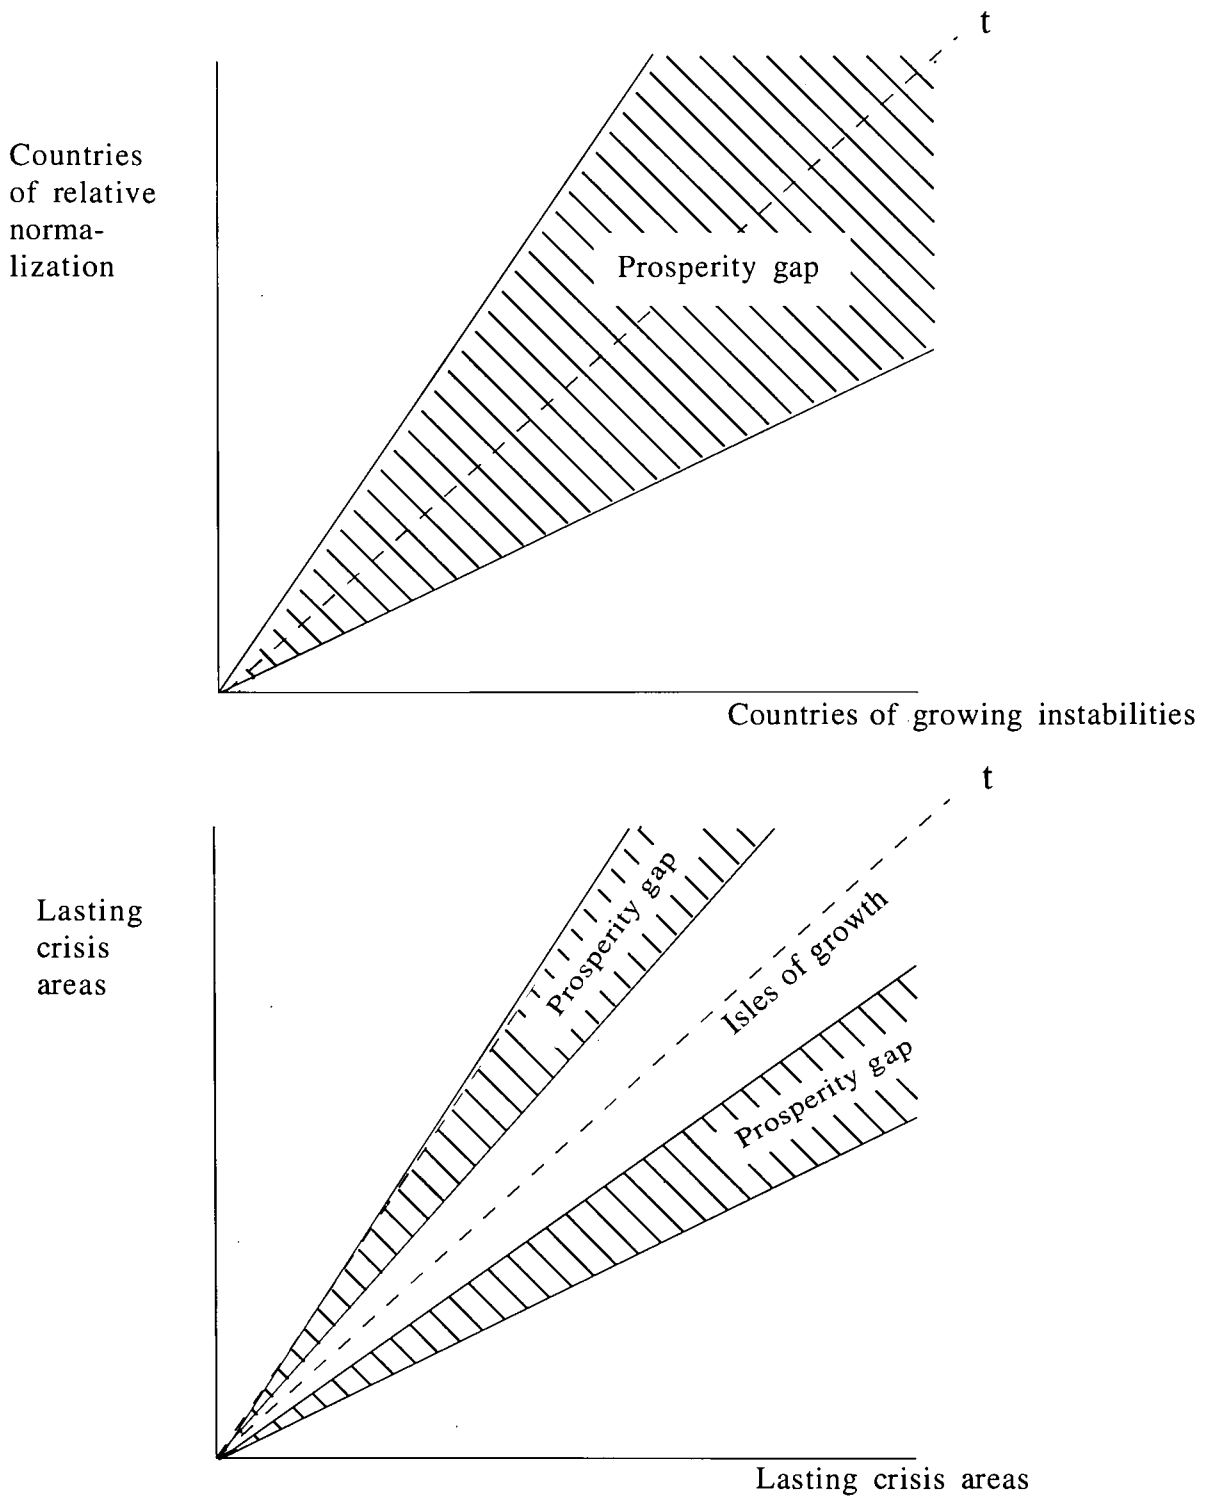 t
Countries
of relative
norma-
lization
Prosperity gap
Countries of growing instabilities
t
Lasting
crisis
areas
Prosperity gap
Isles of growth
Prosperity gap
Lasting crisis areas